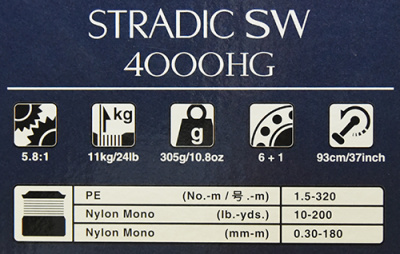 STRADIC SW
4000HG
kg
g
5.8:1 11kg/24lb 305g/10.8oz 6 + 1 93cm/37inch
PE (No.-m / 号 .-m) 1.5-320
Nylon Mono (lb.-yds.) 10-200
Nylon Mono (mm-m) 0.30-180